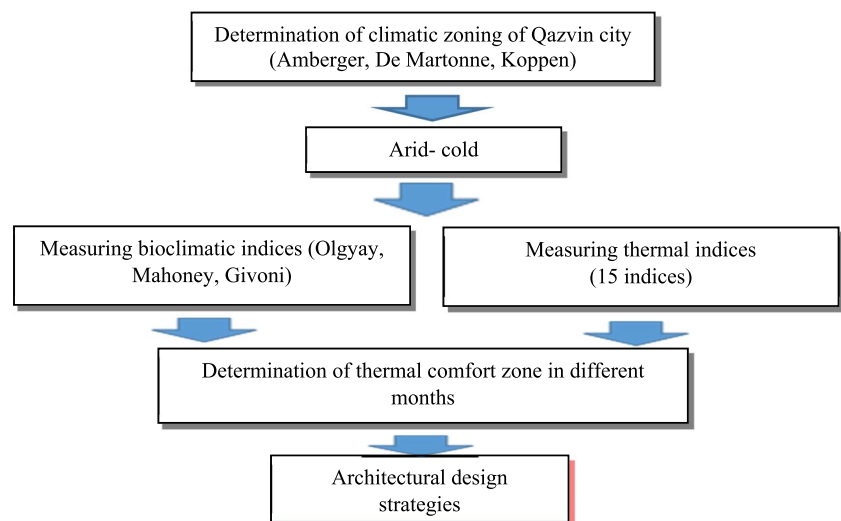 Determination of climatic zoning of Qazvin city
(Amberger, De Martonne, Koppen)
Arid- cold
Measuring bioclimatic indices (Olgyay,
Mahoney, Givoni)
Measuring thermal indices
(15 indices)
Determination of thermal comfort zone in different
months
Architectural design
strategies